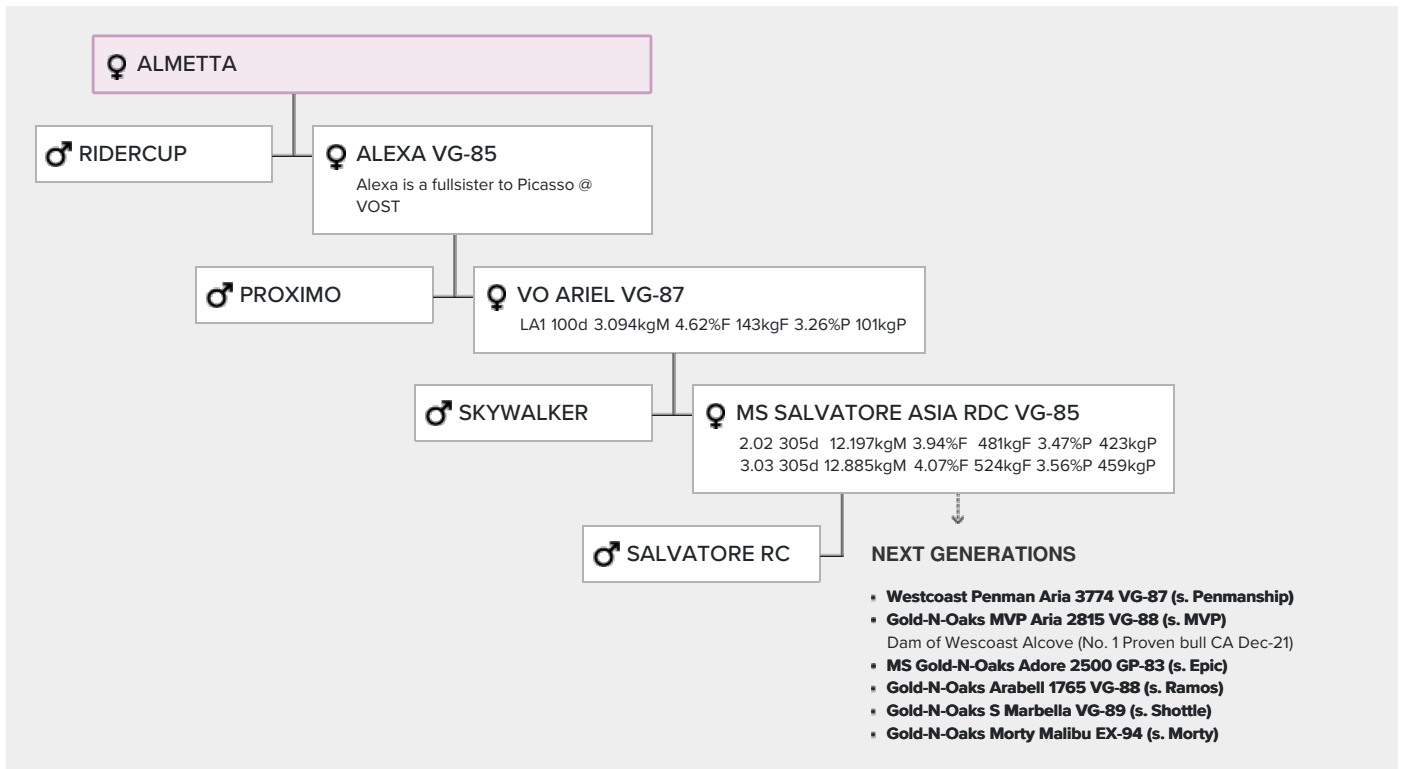 ALMETTA
RIDERCUP
ALEXA VG-85
Alexa is a fullsister to Picasso @
VOST
PROXIMO
VO ARIEL VG-87
LA1 100d 3.094kgM 4.62%F 143kgF 3.26%P 101kgP
SKYWALKER
MS SALVATORE ASIA RDC VG-85
2.02 305d 12.197kgM 3.94%F 481kgF 3.47%P 423kgP
3.03 305d 12.885kgM 4.07%F 524kgF 3.56%P 459kgP
SALVATORE RC
NEXT GENERATIONS
Westcoast Penman Aria 3774 VG-87 (s. Penmanship)
Gold-N-Oaks MVP Aria 2815 VG-88 (s. MVP)
Dam of Wescoast Alcove (No. 1 Proven bull CA Dec-21)
MS Gold-N-Oaks Adore 2500 GP-83 (s. Epic)
Gold-N-Oaks Arabell 1765 VG-88 (s. Ramos)
Gold-N-Oaks S Marbella VG-89 (s. Shottle)
Gold-N-Oaks Morty Malibu EX-94 (s. Morty)